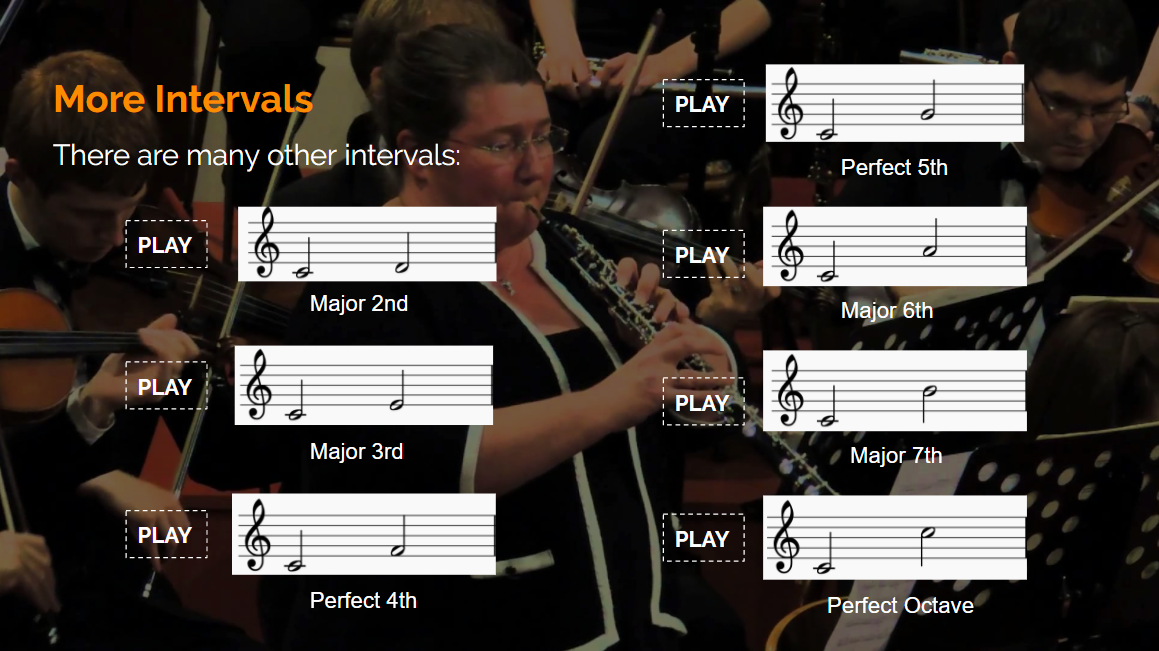 More Intervals
There are many other intervals:
PLAY
Major 2nd
PLAY
Major 3rd
PLAY
Perfect 4th
PLAY
Perfect 5th
PLAY
Major 6th
PLAY
Major 7th
PLAY
Perfect Octave